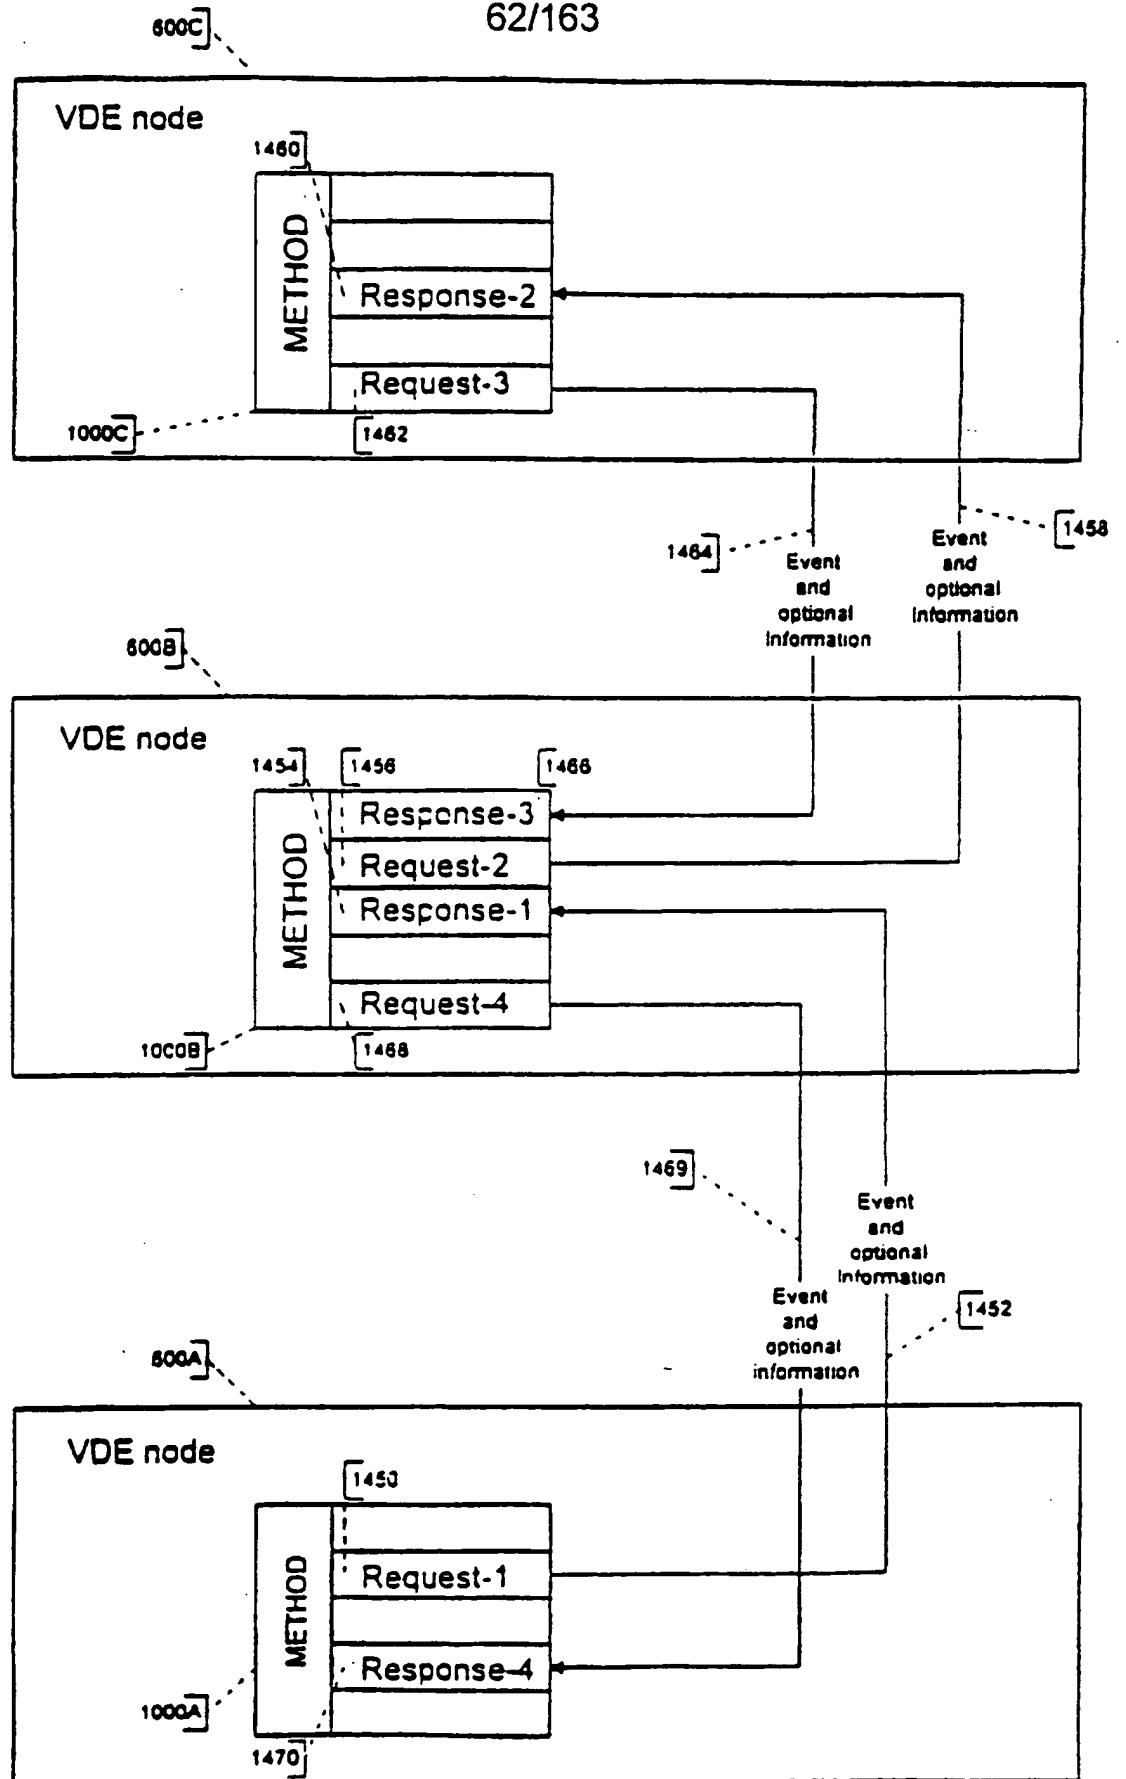 62/163
600C
VDE node
1460
METHOD
Response-2
Request-3
1000C
1462
1464
Event
and
optional
Information
Event
and
optional
Information
1458
600B
VDE node
1454
1456
1466
METHOD
Response-3
Request-2
Response-1
Request-4
1000B
1468
1469
Event
and
optional
Information
Event
and
optional
information
1452
600A
VDE node
1450
METHOD
Request-1
Response-4
1000A
1470